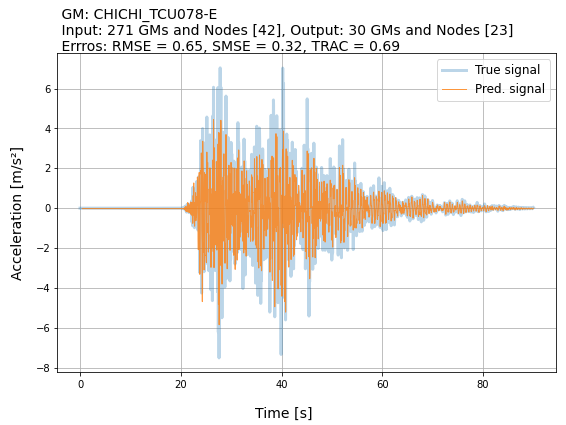 GM: CHICHI_TCU078-E
Input: 271 GMs and Nodes [42], Output: 30 GMs and Nodes [23]
Errros: RMSE = 0.65, SMSE = 0.32, TRAC = 0.69
True signal
Pred. signal
Acceleration [m/s²]
6
4
2
0
−2
−4
−6
−8
0 20 40 60 80
Time [s]